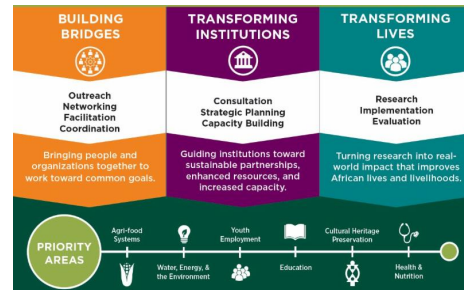 BUILDING
BRIDGES
Outreach
Networking
Facilitation
Coordination
Bringing people and
organizations together to
work toward common goals.
TRANSFORMING
INSTITUTIONS
Consultation
Strategic Planning
Capacity Building
Guiding institutions toward
sustainable partnerships,
enhanced resources, and
increased capacity.
TRANSFORMING
LIVES
Research
Implementation
Evaluation
Turning research into real-
world impact that improves
African lives and livelihoods.
PRIORITY
AREAS
Agri-food
Systems
Water, Energy, &
the Environment
Youth
Employment
Education
Cultural Heritage
Preservation
Health &
Nutrition